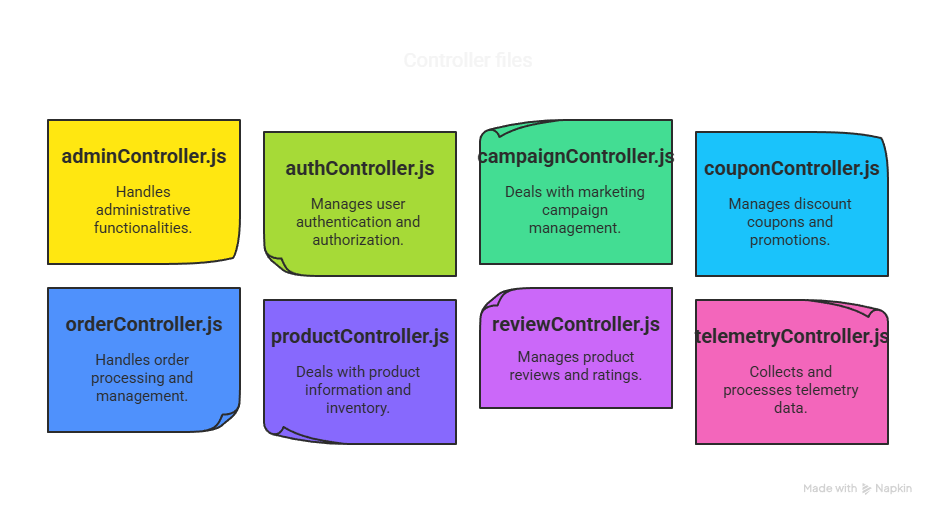 Controller files
adminController.js
Handles
administrative
functionalities.
authController.js
Manages user
authentication and
authorization.
campaignController.js
Deals with marketing
campaign
management.
couponController.js
Manages discount
coupons and
promotions.
orderController.js
Handles order
processing and
management.
productController.js
Deals with product
information and
inventory.
reviewController.js
Manages product
reviews and ratings.
telemetryController.js
Collects and
processes telemetry
data.
Made with Napkin